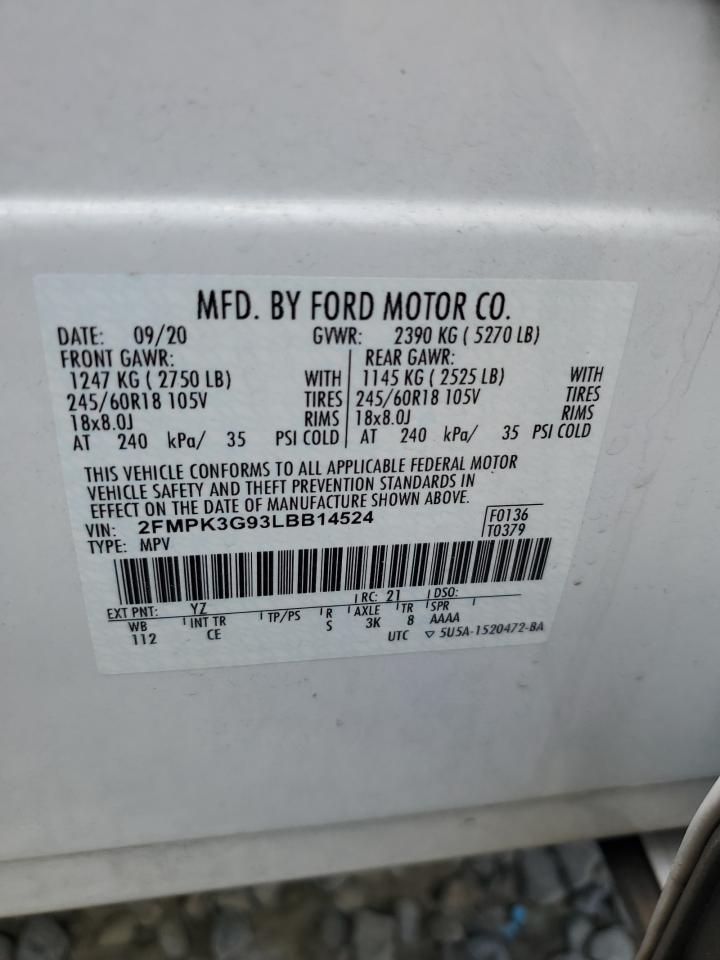 MFD. BY FORD MOTOR CO.
DATE: 09/20 GVWR: 2390 KG ( 5270 LB)
FRONT GAWR: REAR GAWR:
1247 KG ( 2750 LB) WITH 1145 KG ( 2525 LB) WITH
245/60R18 105V TIRES 245/60R18 105V TIRES
18x8.0J RIMS 18x8.0J RIMS
AT 240 kPa/ 35 PSI COLD AT 240 kPa/ 35 PSI COLD
THIS VEHICLE CONFORMS TO ALL APPLICABLE FEDERAL MOTOR
VEHICLE SAFETY AND THEFT PREVENTION STANDARDS IN
EFFECT ON THE DATE OF MANUFACTURE SHOWN ABOVE.
VIN: 2FMPK3G93LBB14524 F0136
TYPE: MPV T0379
EXT PNT: YZ RC: 21 DSO:
WB INT TR TP/PS R AXLE TR SPR
112 CE S 3K 8 AAAA
UTC ▽ 5U5A-1520472-BA